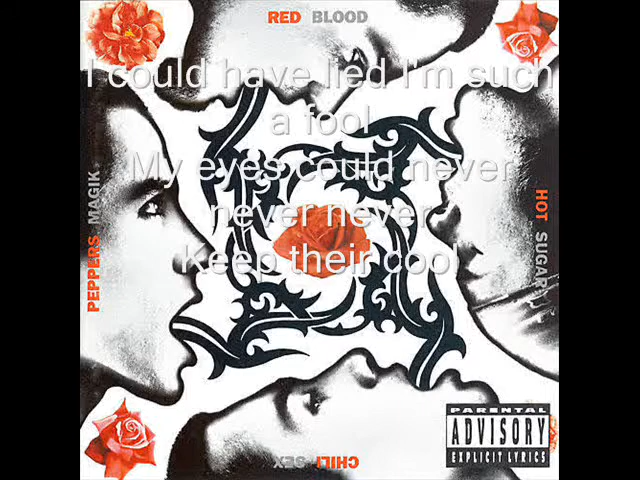 RED BLOOD
I could have lied I'm such
a fool
My eyes could never
never never
Keep their cool
PEPPERS MAGIK
HOT SUGAR
CHILI SEX
PARENTAL
ADVISORY
EXPLICIT LYRICS